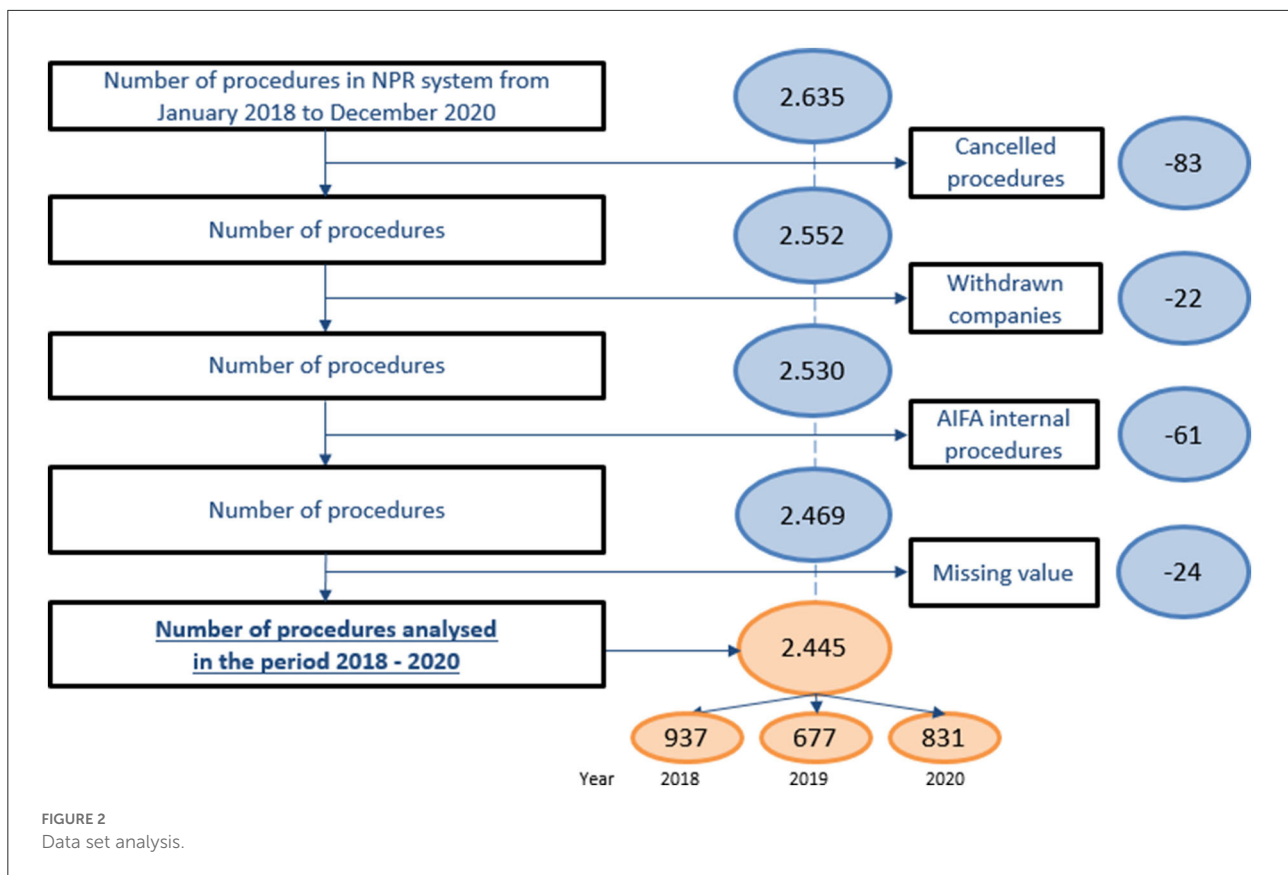 Number of procedures in NPR system from
January 2018 to December 2020
2.635
Cancelled
procedures
-83
Number of procedures
2.552
Withdrawn
companies
-22
Number of procedures
2.530
AIFA internal
procedures
-61
Number of procedures
2.469
Missing value
-24
Number of procedures analysed
in the period 2018 - 2020
2.445
937
677
831
Year
2018
2019
2020
FIGURE 2
Data set analysis.